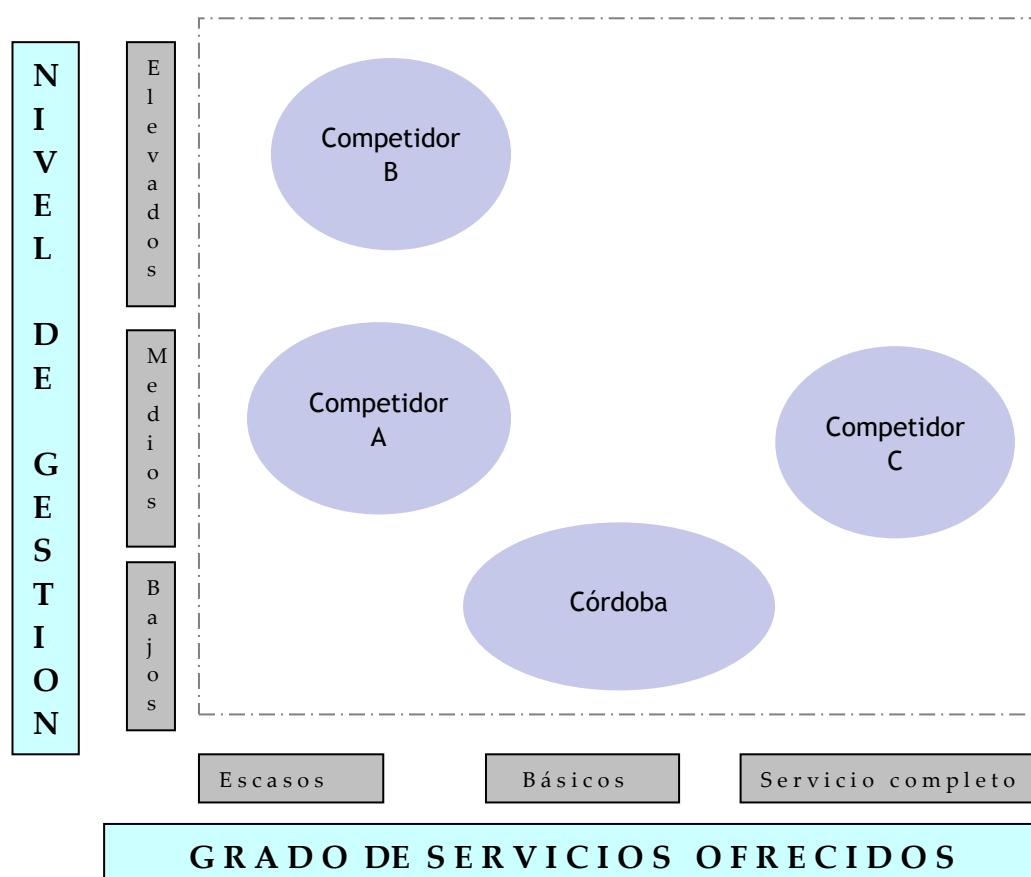 NIVEL DE GESTION
Elevados
Medios
Bajos
Competidor
B
Competidor
A
Competidor
C
Córdoba
Escasos
Básicos
Servicio completo
GRADO DE SERVICIOS OFRECIDOS